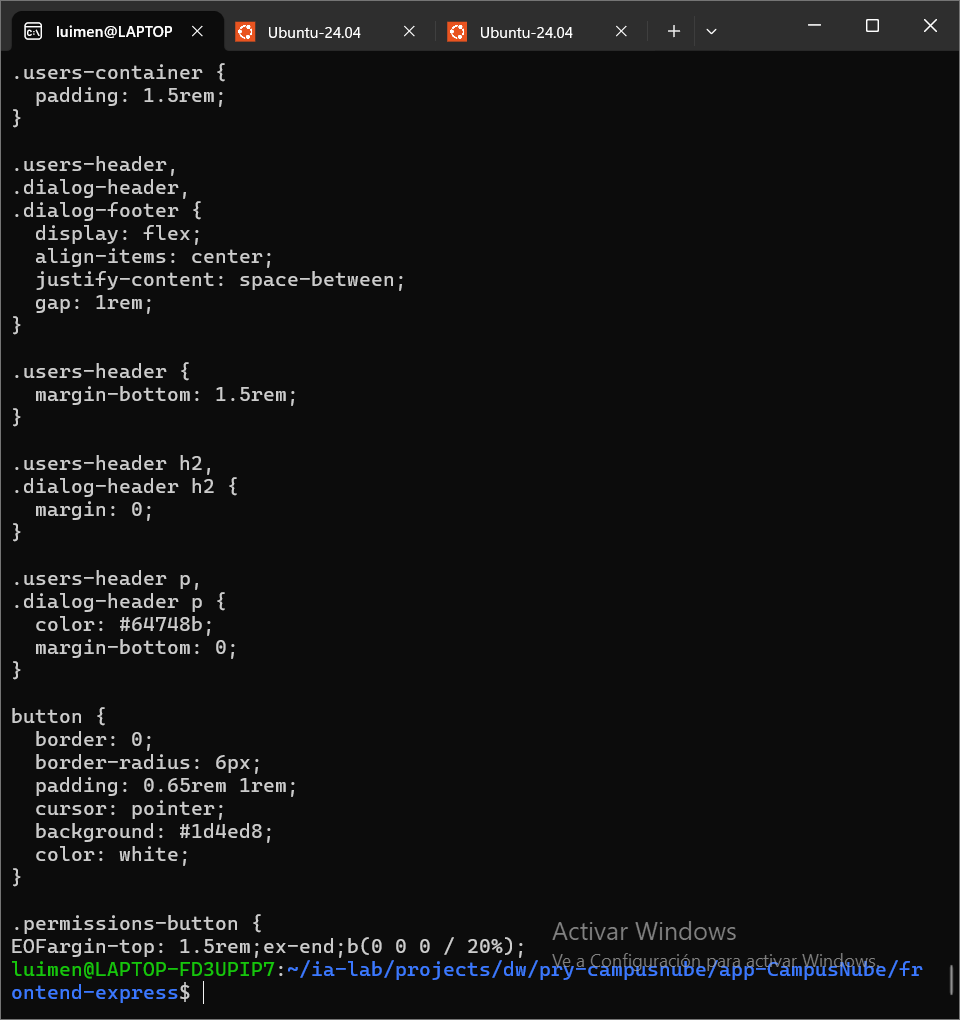 luimen@LAPTOP
Ubuntu-24.04
Ubuntu-24.04
.users-container {
  padding: 1.5rem;
}

.users-header,
.dialog-header,
.dialog-footer {
  display: flex;
  align-items: center;
  justify-content: space-between;
  gap: 1rem;
}

.users-header {
  margin-bottom: 1.5rem;
}

.users-header h2,
.dialog-header h2 {
  margin: 0;
}

.users-header p,
.dialog-header p {
  color: #64748b;
  margin-bottom: 0;
}

button {
  border: 0;
  border-radius: 6px;
  padding: 0.65rem 1rem;
  cursor: pointer;
  background: #1d4ed8;
  color: white;
}

.permissions-button {
EOFargin-top: 1.5rem;ex-end;b(0 0 0 / 20%);
luimen@LAPTOP-FD3UPIP7:~/ia-lab/projects/dw/pry-campusnube/app-CampusNube/fr
ontend-express$
Activar Windows
Ve a Configuración para activar Windows.